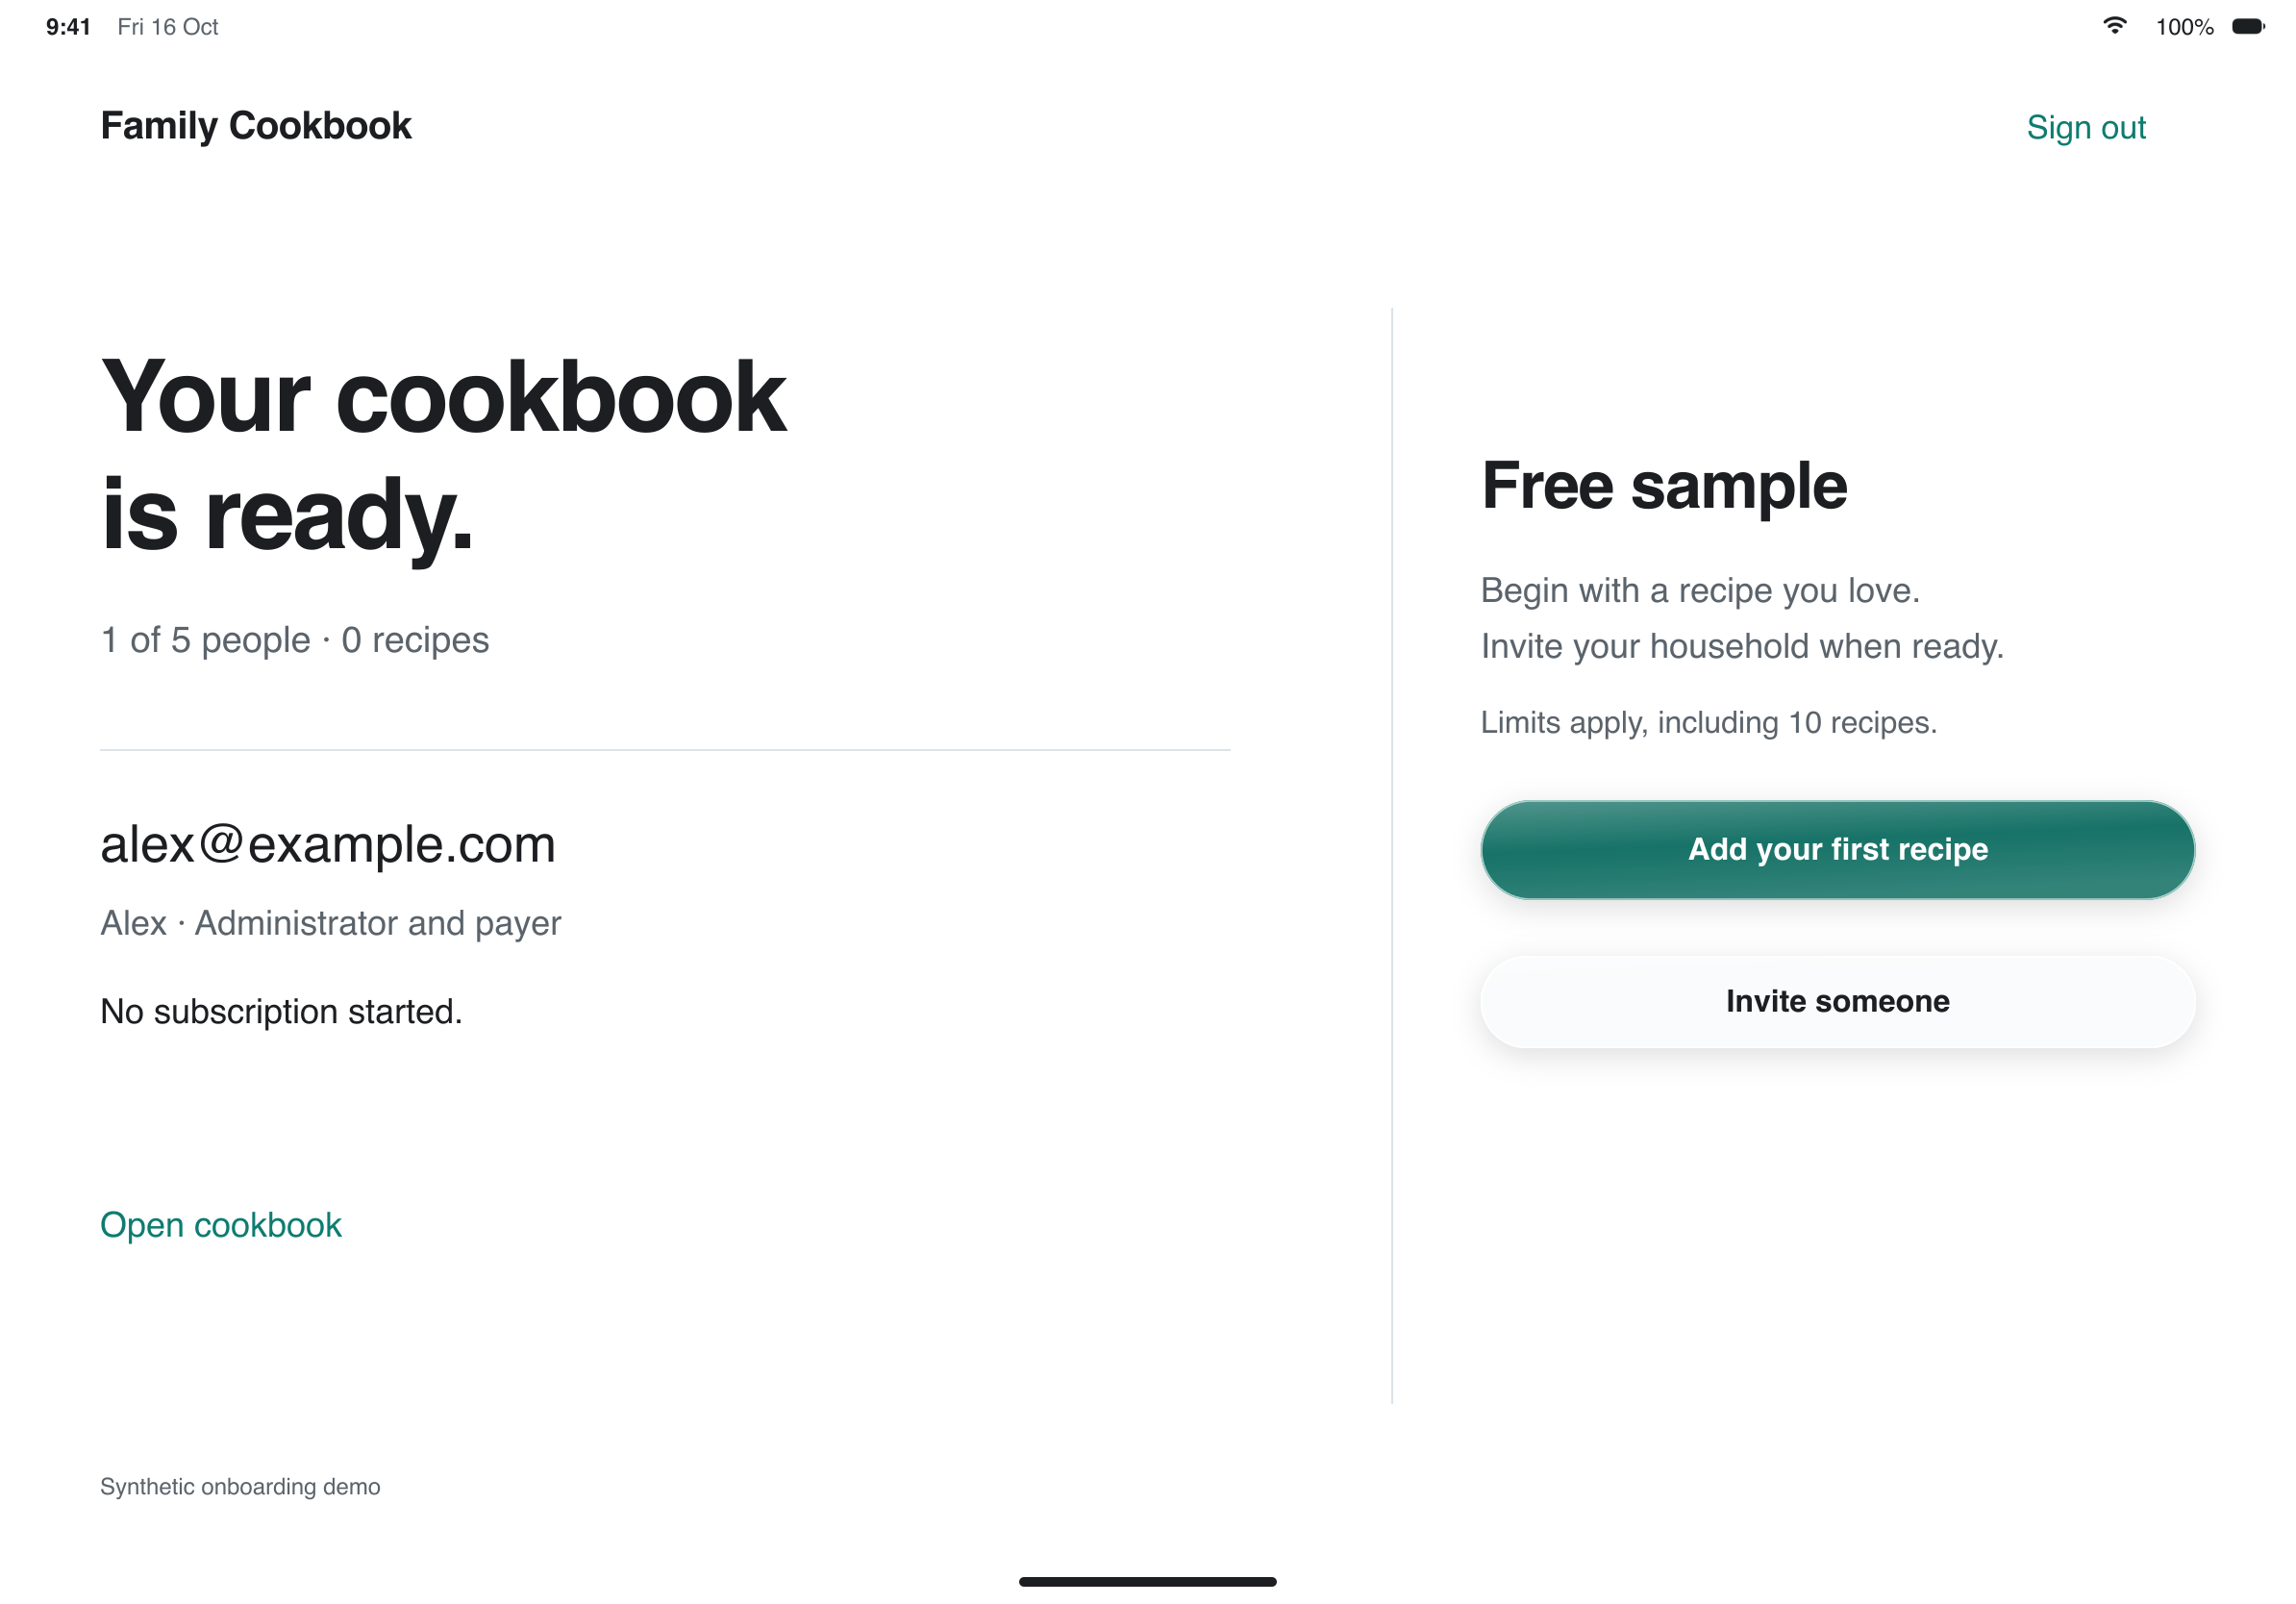 9:41 Fri 16 Oct
100%
Family Cookbook
Sign out
Your cookbook
is ready.
1 of 5 people · 0 recipes
alex@example.com
Alex · Administrator and payer
No subscription started.
Open cookbook
Free sample
Begin with a recipe you love.
Invite your household when ready.
Limits apply, including 10 recipes.
Add your first recipe
Invite someone
Synthetic onboarding demo